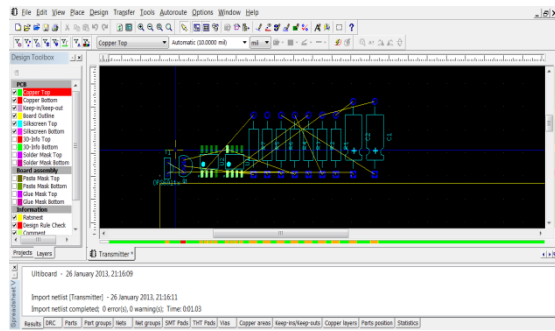 File Edit View Place Design Transfer Tools Autoroute Options Window Help
Copper Top
Automatic (10.0000 mil)
mil
Design Toolbox
PCB
Copper Top
Copper Bottom
Keep-in/keep-out
Board Outline
Silkscreen Top
Silkscreen Bottom
3D-Info Top
3D-Info Bottom
Solder Mask Top
Solder Mask Bottom
Board assembly
Paste Mask Top
Paste Mask Bottom
Glue Mask Top
Glue Mask Bottom
Information
Ratsnest
Design Rule Check
Comment
Projects Layers
Transmitter *
C2
C1
Spreadsheet V
Ultiboard - 26 January 2013, 21:16:09
Import netlist [Transmitter] - 26 January 2013, 21:16:11
Import netlist completed; 0 error(s), 0 warning(s); Time: 0:01.03
Results DRC Parts Part groups Nets Net groups SMT Pads THT Pads Vias Copper areas Keep-ins/Keep-outs Copper layers Parts position Statistics